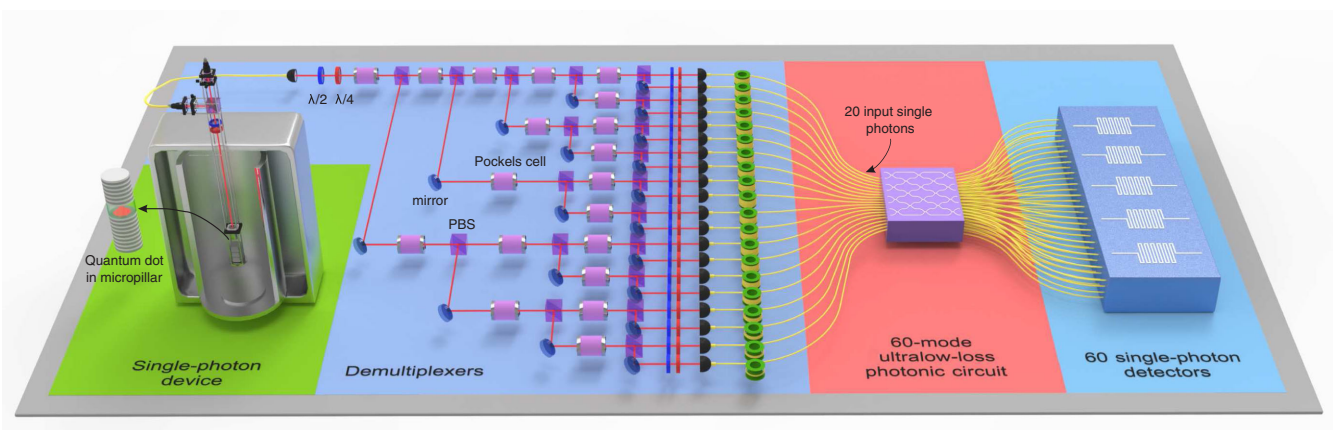 λ/2 λ/4
20 input single
photons
Pockels cell
mirror
PBS
Quantum dot
in micropillar
Single-photon
device
Demultiplexers
60-mode
ultralow-loss
photonic circuit
60 single-photon
detectors